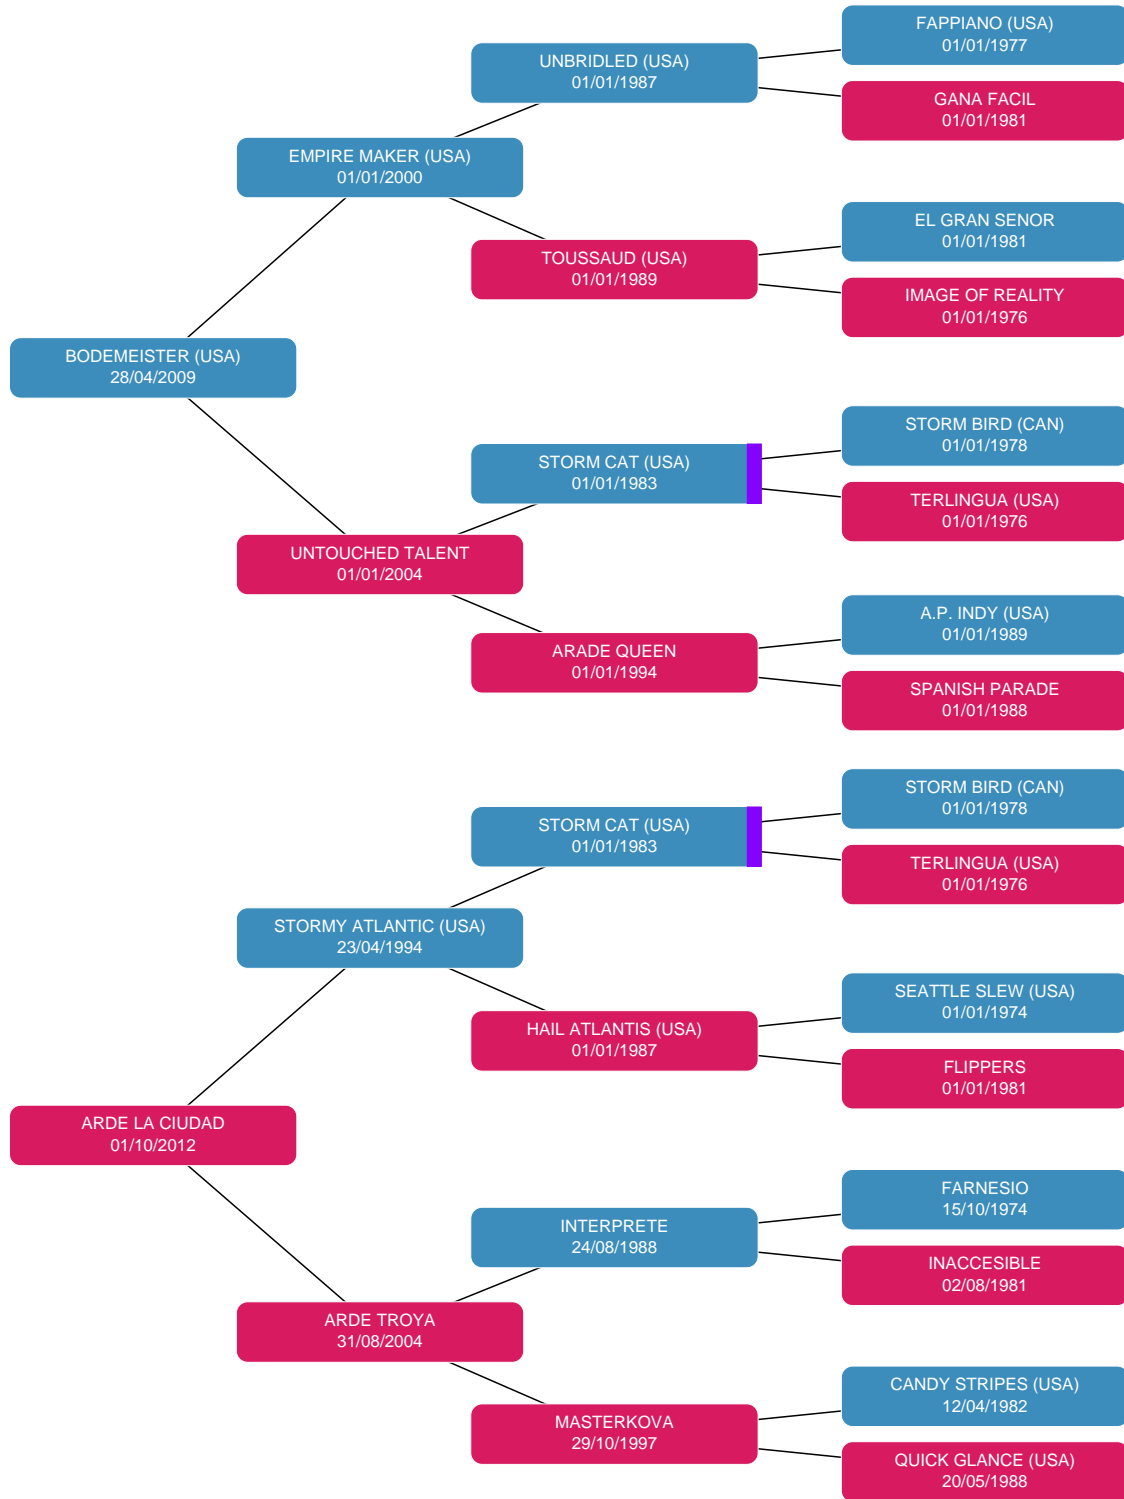 FAPPIANO (USA)
01/01/1977
UNBRIDLED (USA)
01/01/1987
GANA FACIL
01/01/1981
EMPIRE MAKER (USA)
01/01/2000
EL GRAN SENOR
01/01/1981
TOUSSAUD (USA)
01/01/1989
IMAGE OF REALITY
01/01/1976
BODEMEISTER (USA)
28/04/2009
STORM BIRD (CAN)
01/01/1978
STORM CAT (USA)
01/01/1983
TERLINGUA (USA)
01/01/1976
UNTOUCHED TALENT
01/01/2004
A.P. INDY (USA)
01/01/1989
ARADE QUEEN
01/01/1994
SPANISH PARADE
01/01/1988
STORM BIRD (CAN)
01/01/1978
STORM CAT (USA)
01/01/1983
TERLINGUA (USA)
01/01/1976
STORMY ATLANTIC (USA)
23/04/1994
SEATTLE SLEW (USA)
01/01/1974
HAIL ATLANTIS (USA)
01/01/1987
FLIPPERS
01/01/1981
ARDE LA CIUDAD
01/10/2012
FARNESIO
15/10/1974
INTERPRETE
24/08/1988
INACCESIBLE
02/08/1981
ARDE TROYA
31/08/2004
CANDY STRIPES (USA)
12/04/1982
MASTERKOVA
29/10/1997
QUICK GLANCE (USA)
20/05/1988